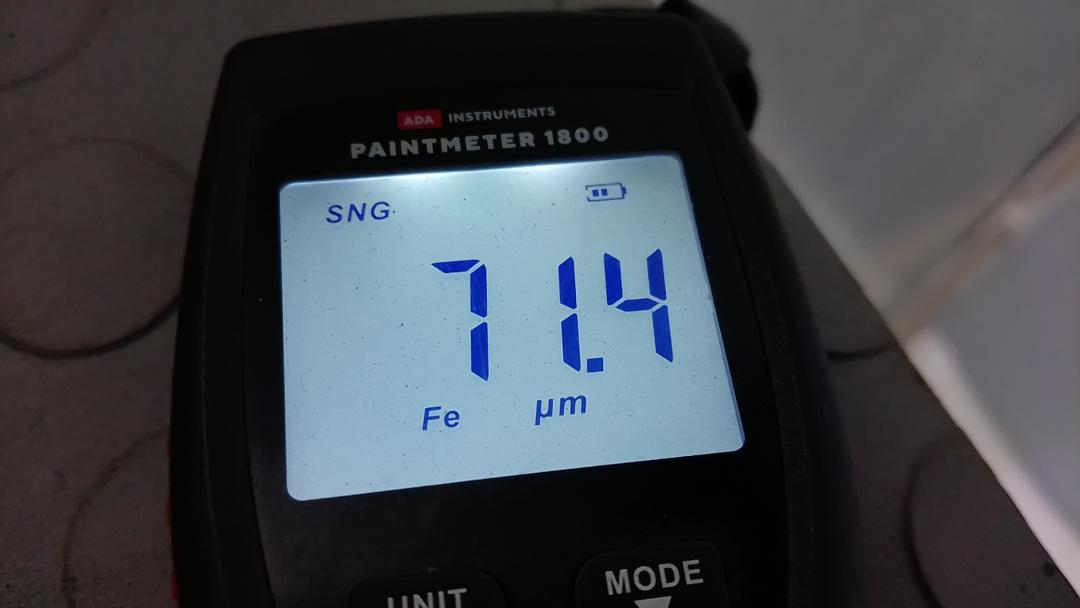 ADA INSTRUMENTS
PAINTMETER 1800
SNG
71.4
Fe µm
UNIT MODE